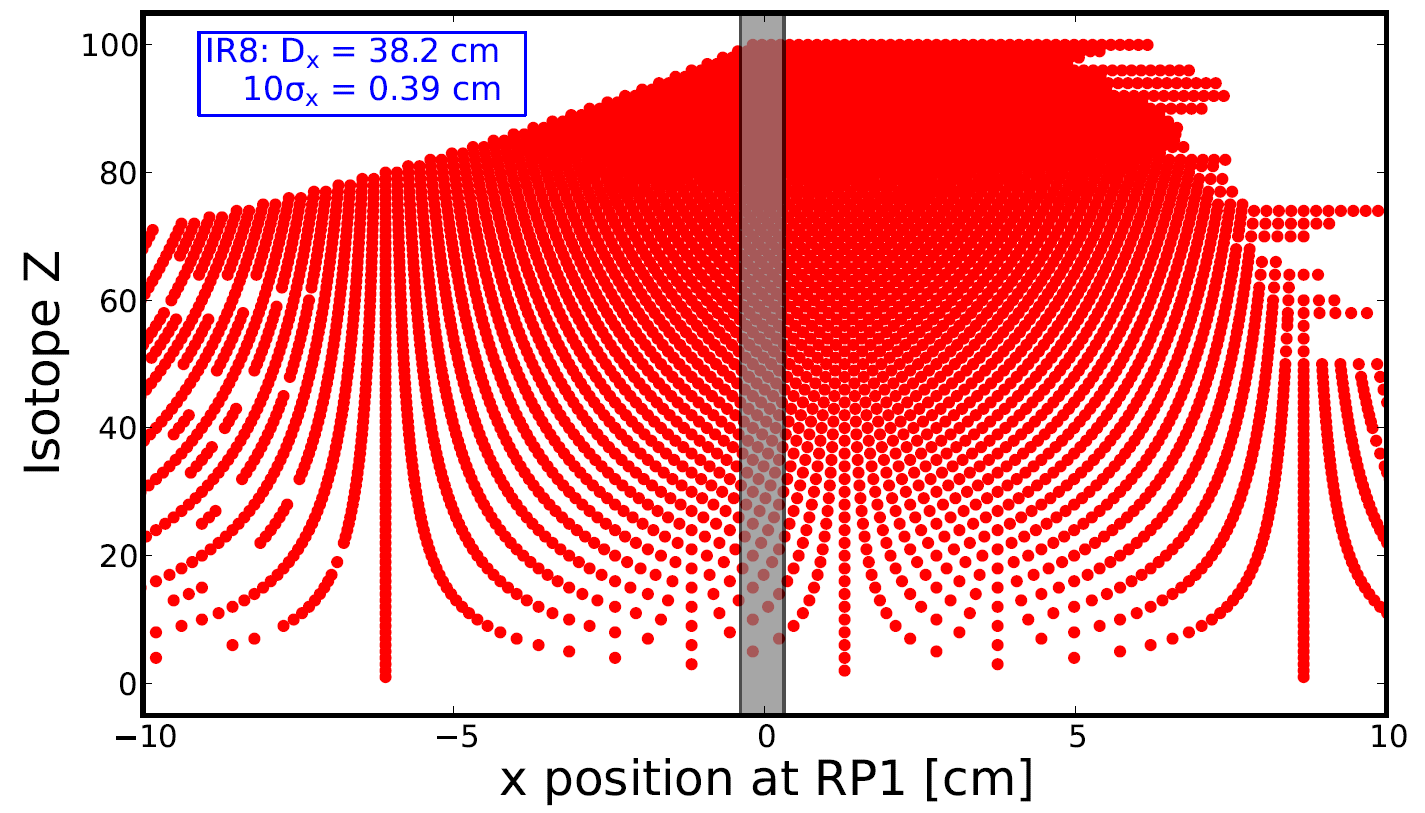 IR8: Dₓ = 38.2 cm
10σₓ = 0.39 cm
100
80
60
40
20
0
Isotope Z
−10 −5 0 5 10
x position at RP1 [cm]